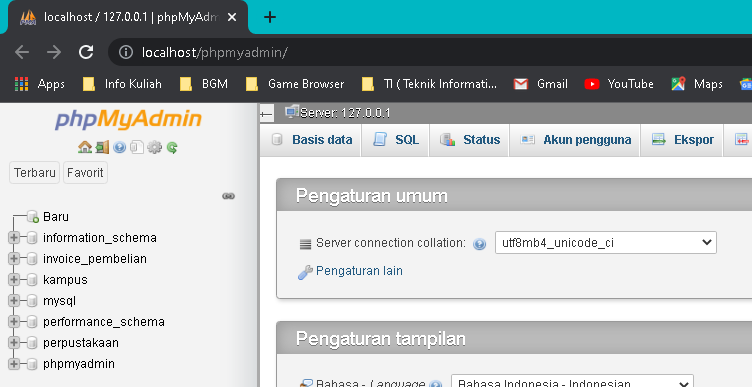 localhost / 127.0.0.1 | phpMyAdm
localhost/phpmyadmin/
Apps Info Kuliah BGM Game Browser TI ( Teknik Informati... Gmail YouTube Maps
phpMyAdmin
Server: 127.0.0.1
Basis data SQL Status Akun pengguna Ekspor
Terbaru Favorit
Pengaturan umum
Baru
information_schema
invoice_pembelian
kampus
mysql
performance_schema
perpustakaan
phpmyadmin
Server connection collation: utf8mb4_unicode_ci
Pengaturan lain
Pengaturan tampilan
Bahasa - Language Bahasa Indonesia - Indonesian